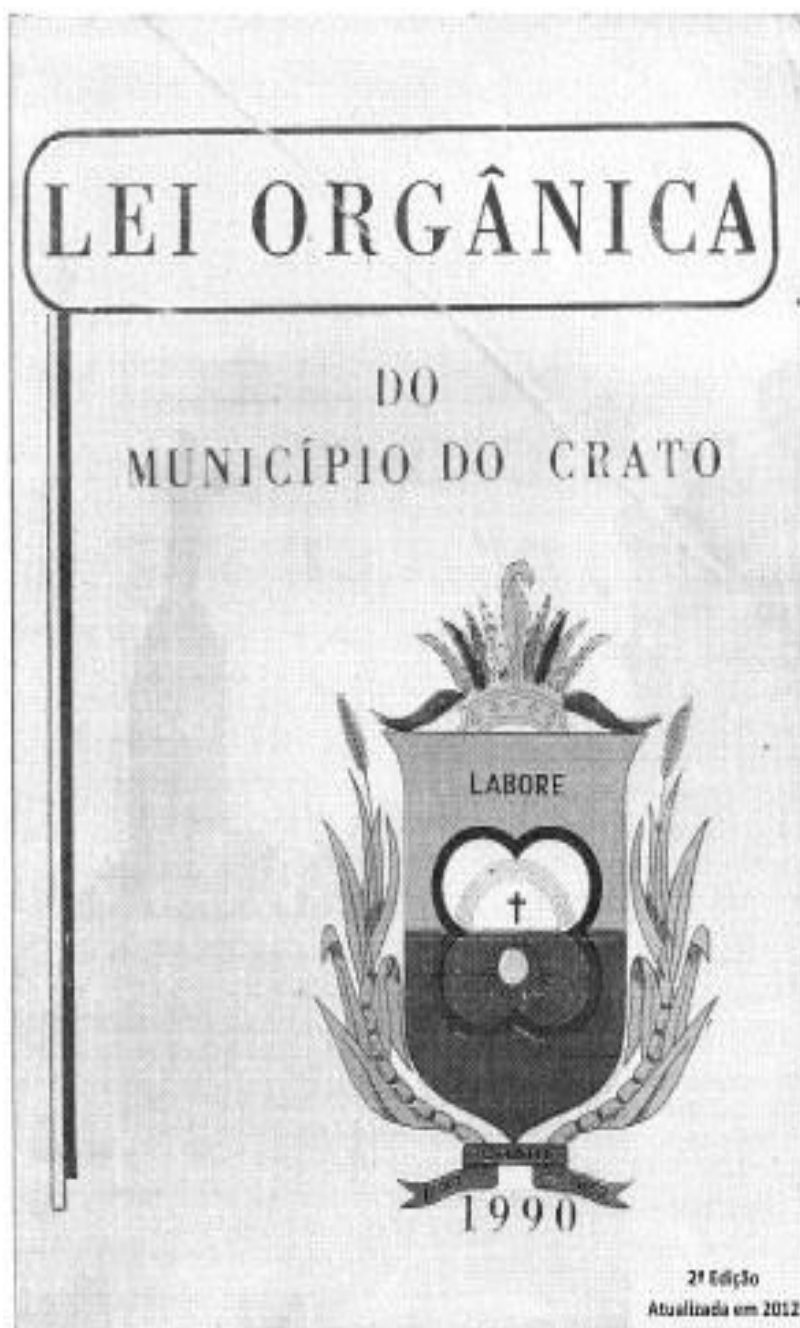 LEI ORGÂNICA
DO
MUNICÍPIO DO CRATO
LABORE
1990
2ª Edição
Atualizada em 2012